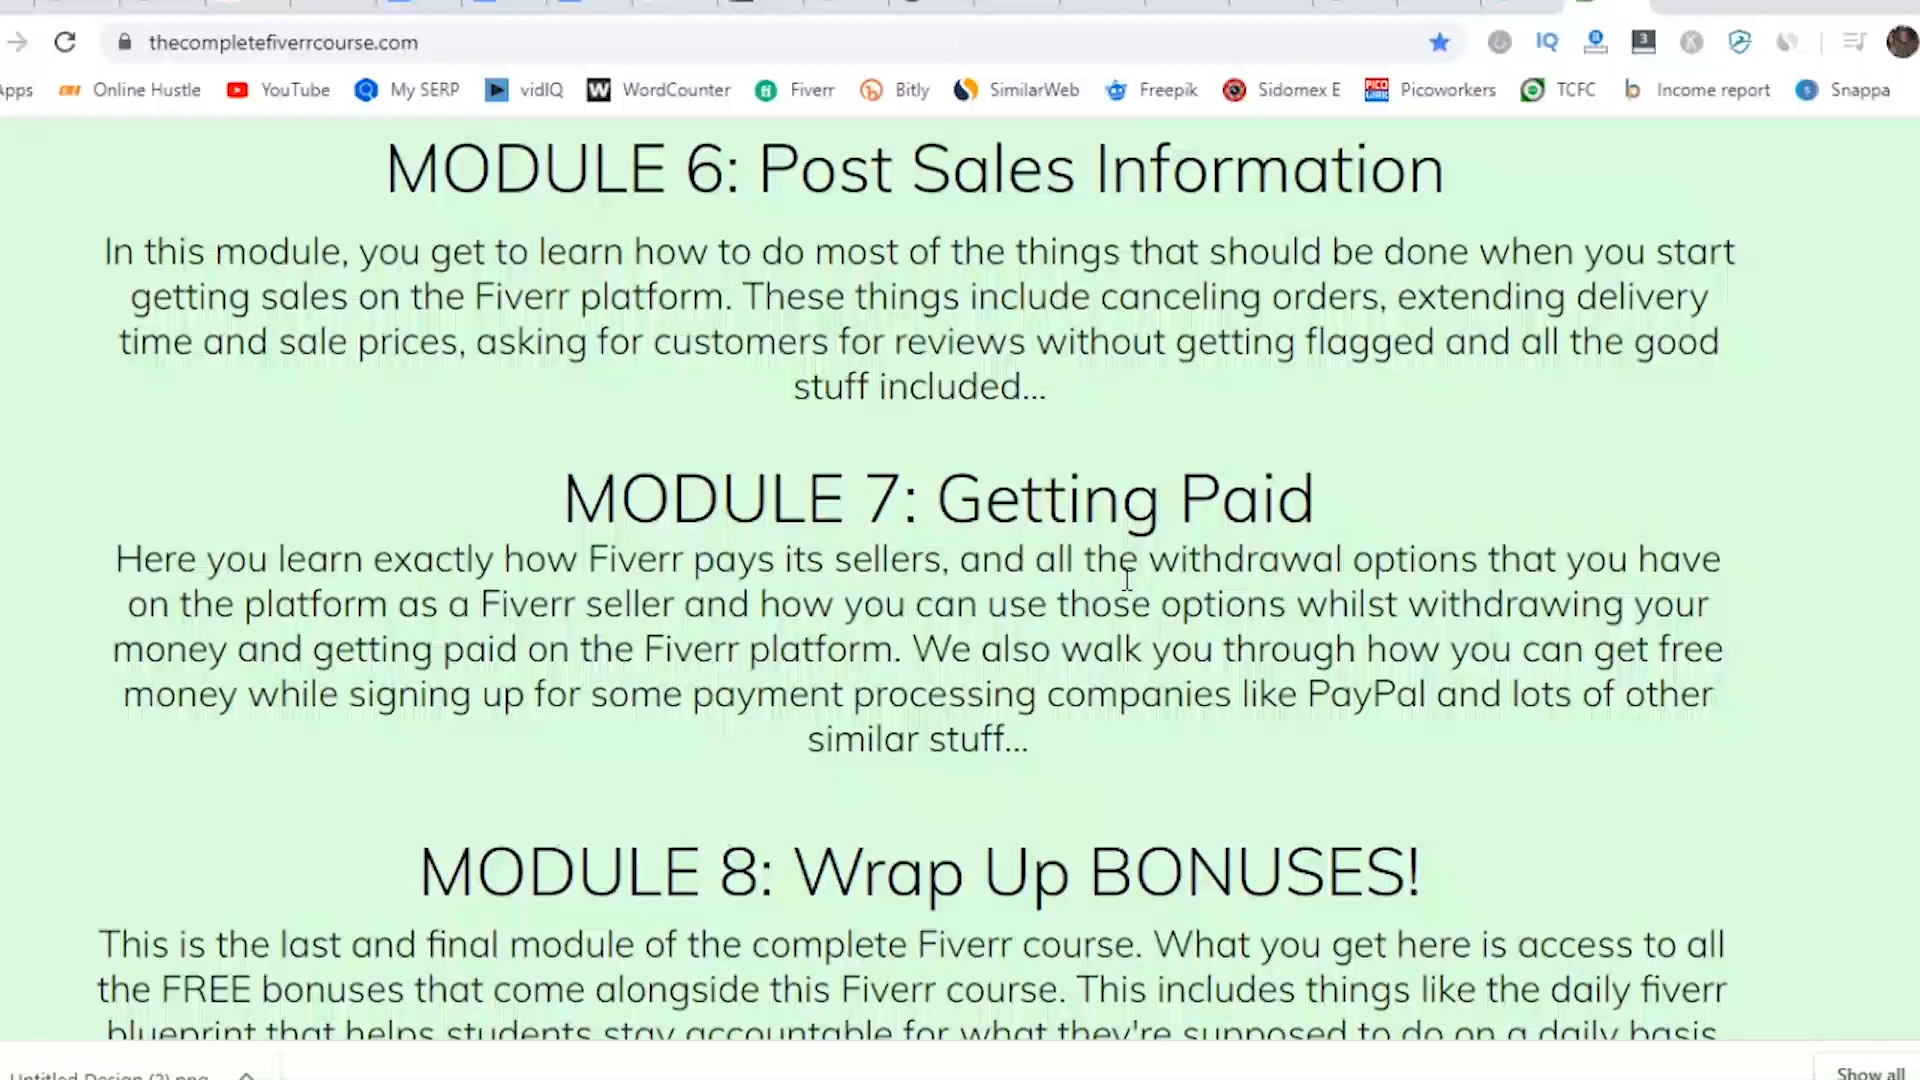 thecompletefiverrcourse.com
IQ
3
Apps
Online Hustle
YouTube
My SERP
vidIQ
WordCounter
Fiverr
Bitly
SimilarWeb
Freepik
Sidomex E
Picoworkers
TCFC
Income report
Snappa
MODULE 6: Post Sales Information
In this module, you get to learn how to do most of the things that should be done when you start
getting sales on the Fiverr platform. These things include canceling orders, extending delivery
time and sale prices, asking for customers for reviews without getting flagged and all the good
stuff included...
MODULE 7: Getting Paid
Here you learn exactly how Fiverr pays its sellers, and all the withdrawal options that you have
on the platform as a Fiverr seller and how you can use those options whilst withdrawing your
money and getting paid on the Fiverr platform. We also walk you through how you can get free
money while signing up for some payment processing companies like PayPal and lots of other
similar stuff...
MODULE 8: Wrap Up BONUSES!
This is the last and final module of the complete Fiverr course. What you get here is access to all
the FREE bonuses that come alongside this Fiverr course. This includes things like the daily fiverr
blueprint that helps students stay accountable for what they're supposed to do on a daily basis
Untitled Design (2).png
Show all